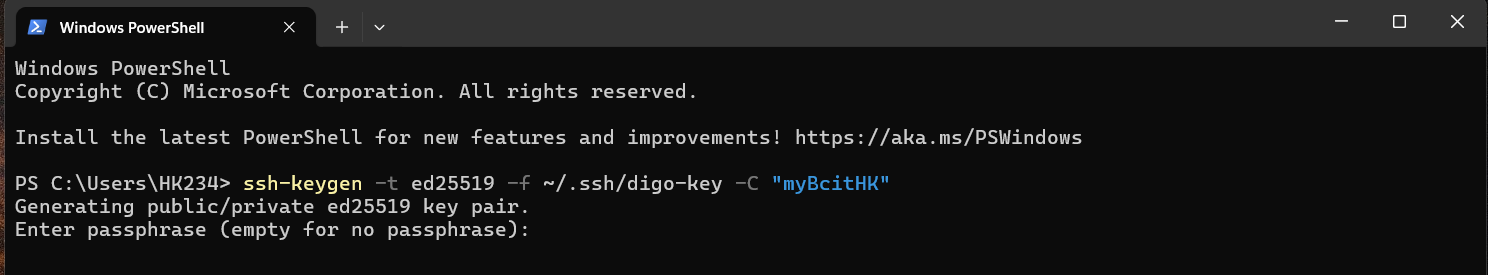 Windows PowerShell
Windows PowerShell
Copyright (C) Microsoft Corporation. All rights reserved.
Install the latest PowerShell for new features and improvements! https://aka.ms/PSWindows
PS C:\Users\HK234> ssh-keygen -t ed25519 -f ~/.ssh/digo-key -C "myBcitHK"
Generating public/private ed25519 key pair.
Enter passphrase (empty for no passphrase):